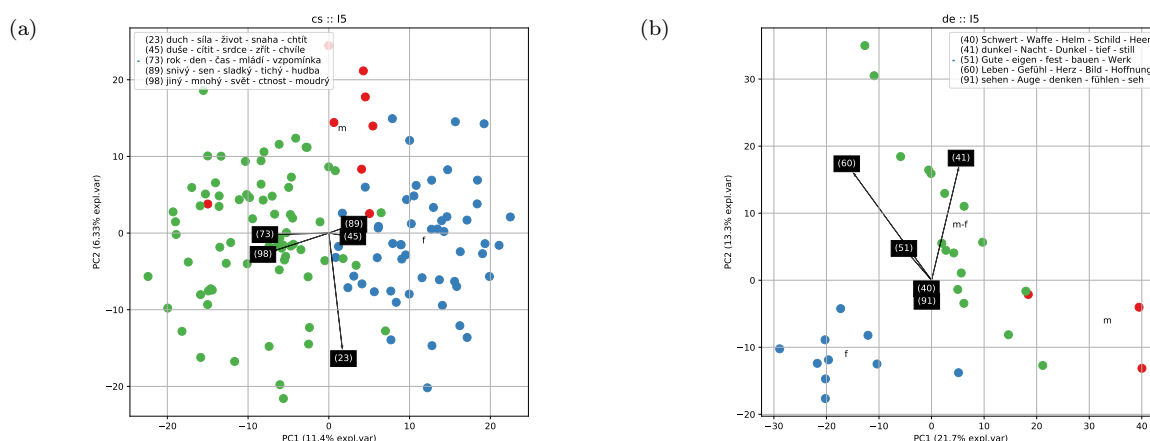 (a)
cs :: I5
(23) duch - síla - život - snaha - chtít
(45) duše - cítit - srdce - zřít - chvíle
(73) rok - den - čas - mládí - vzpomínka
(89) snivý - sen - sladký - tichý - hudba
(98) jiný - mnohý - svět - ctnost - moudrý
PC2 (6.33% expl.var)
20
10
0
−10
−20
m
f
(89)
(73)
(45)
(98)
(23)
−20
−10
0
10
20
PC1 (11.4% expl.var)
(b)
de :: I5
(40) Schwert - Waffe - Helm - Schild - Heer
(41) dunkel - Nacht - Dunkel - tief - still
(51) Gute - eigen - fest - bauen - Werk
(60) Leben - Gefühl - Herz - Bild - Hoffnung
(91) sehen - Auge - denken - fühlen - seh
PC2 (13.3% expl.var)
30
20
10
0
−10
−20
(60)
(41)
m-f
(51)
(40)
(91)
m
f
−30
−20
−10
0
10
20
30
40
PC1 (21.7% expl.var)